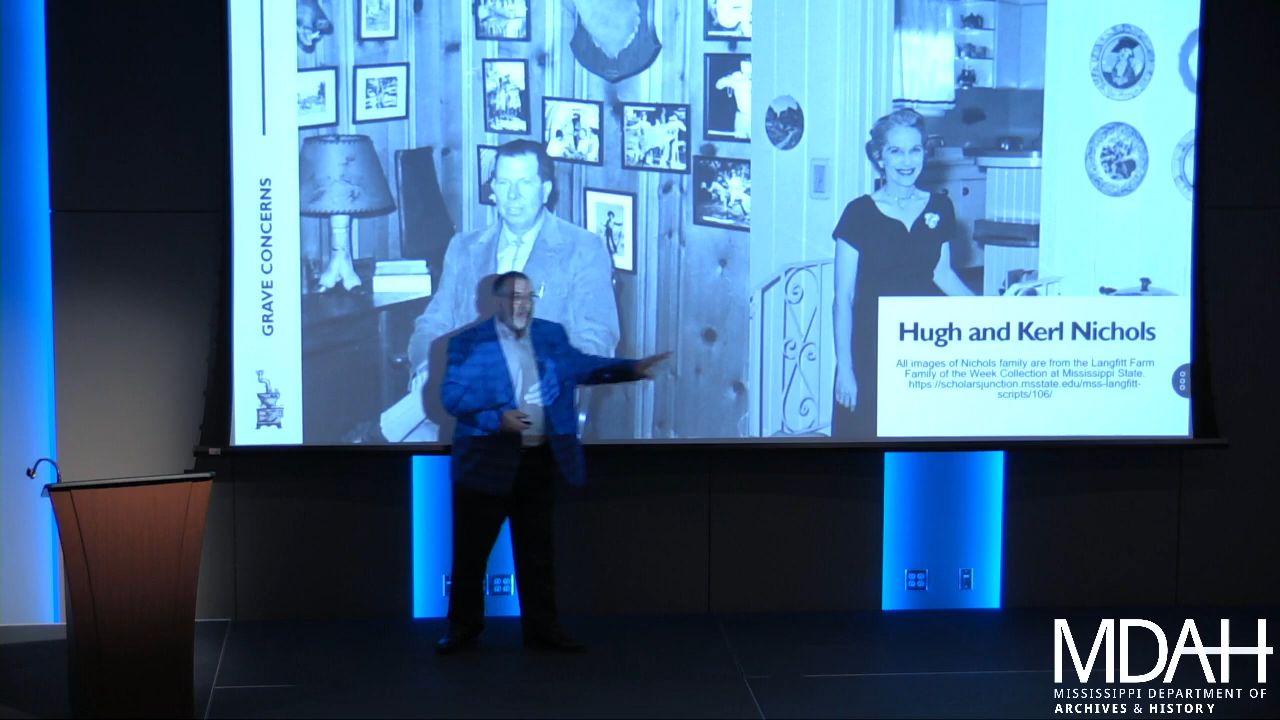 GRAVE CONCERNS
Hugh and Kerl Nichols
All images of Nichols family are from the Langfitt Farm
Family of the Week Collection at Mississippi State.
https://scholarsjunction.msstate.edu/mss-langfitt-
scripts/106/
MDAH
MISSISSIPPI DEPARTMENT OF
ARCHIVES & HISTORY